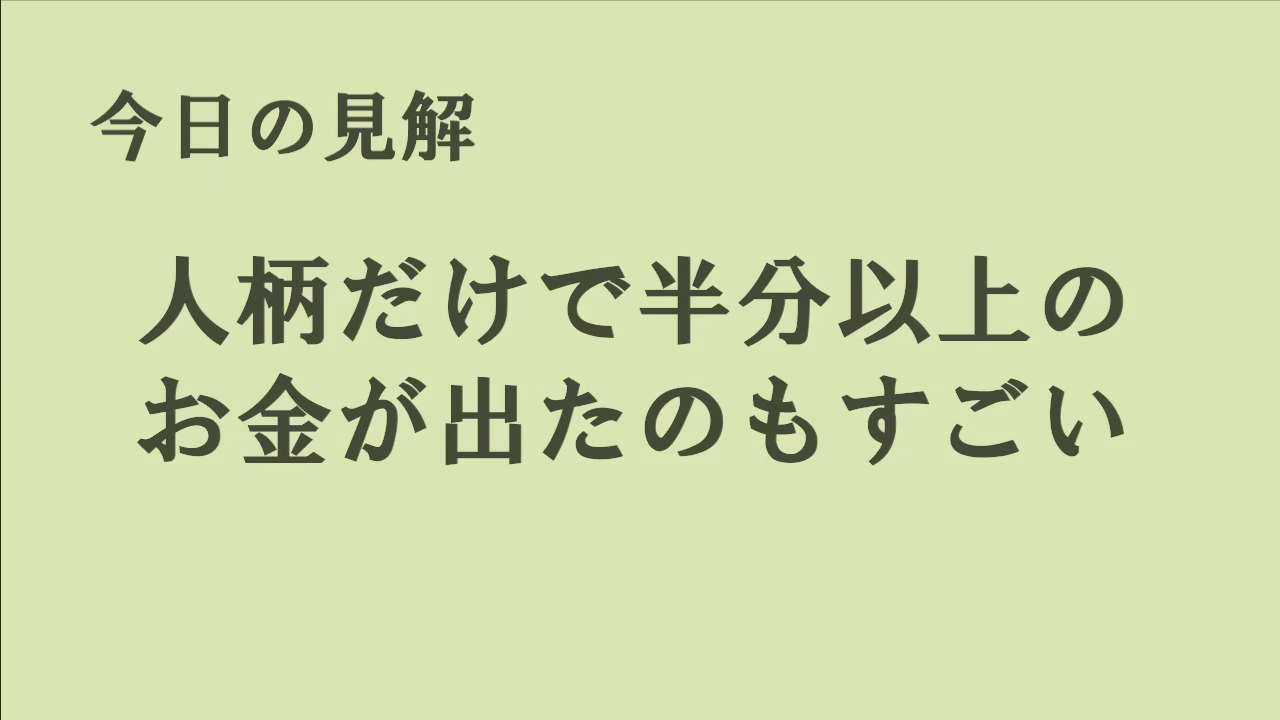 今日の見解
人柄だけで半分以上の
お金が出たのもすごい